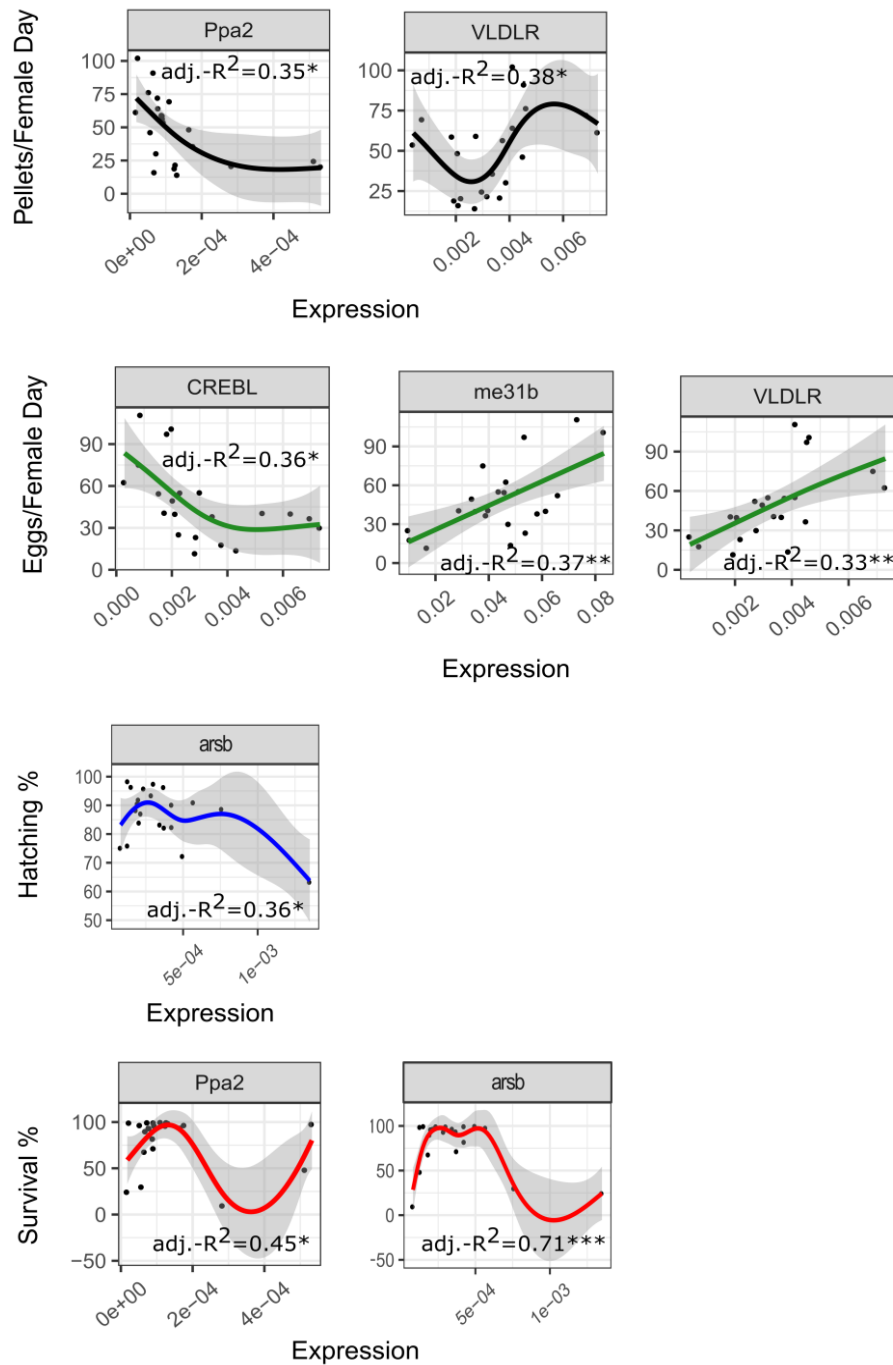 Ppa2
VLDLR
Pellets/Female Day
100
75
50
25
0
adj.-R2=0.35*
0e+00
2e−04
4e−04
100
75
50
25
adj.-R2=0.38*
0.002
0.004
0.006
Expression
CREBL
me31b
VLDLR
Eggs/Female Day
90
60
30
0
adj.-R2=0.36*
0.000
0.002
0.004
0.006
90
60
30
0
adj.-R2=0.37**
0.02
0.04
0.06
0.08
90
60
30
0
adj.-R2=0.33**
0.002
0.004
0.006
Expression
arsb
Hatching %
100
90
80
70
60
50
adj.-R2=0.36*
5e−04
1e−03
Expression
Ppa2
arsb
Survival %
100
50
0
−50
adj.-R2=0.45*
0e+00
2e−04
4e−04
100
50
0
−50
adj.-R2=0.71***
5e−04
1e−03
Expression